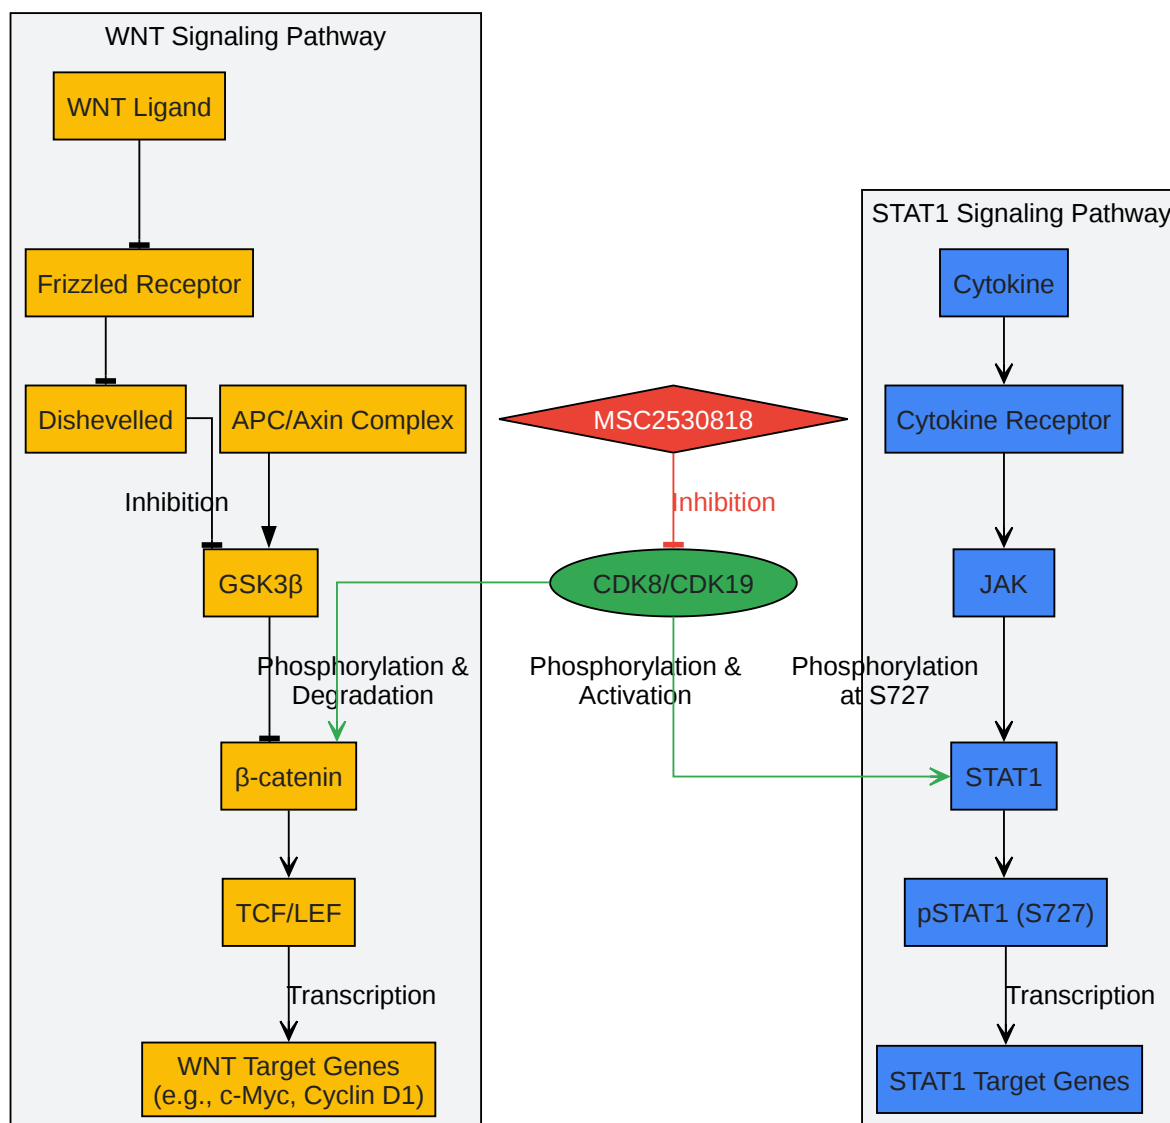 WNT Signaling Pathway
WNT Ligand
STAT1 Signaling Pathway
Frizzled Receptor
Cytokine
Dishevelled
APC/Axin Complex
MSC2530818
Cytokine Receptor
Inhibition
Inhibition
GSK3β
CDK8/CDK19
JAK
Phosphorylation &
Degradation
Phosphorylation &
Activation
Phosphorylation
at S727
β-catenin
STAT1
TCF/LEF
pSTAT1 (S727)
Transcription
Transcription
WNT Target Genes
(e.g., c-Myc, Cyclin D1)
STAT1 Target Genes